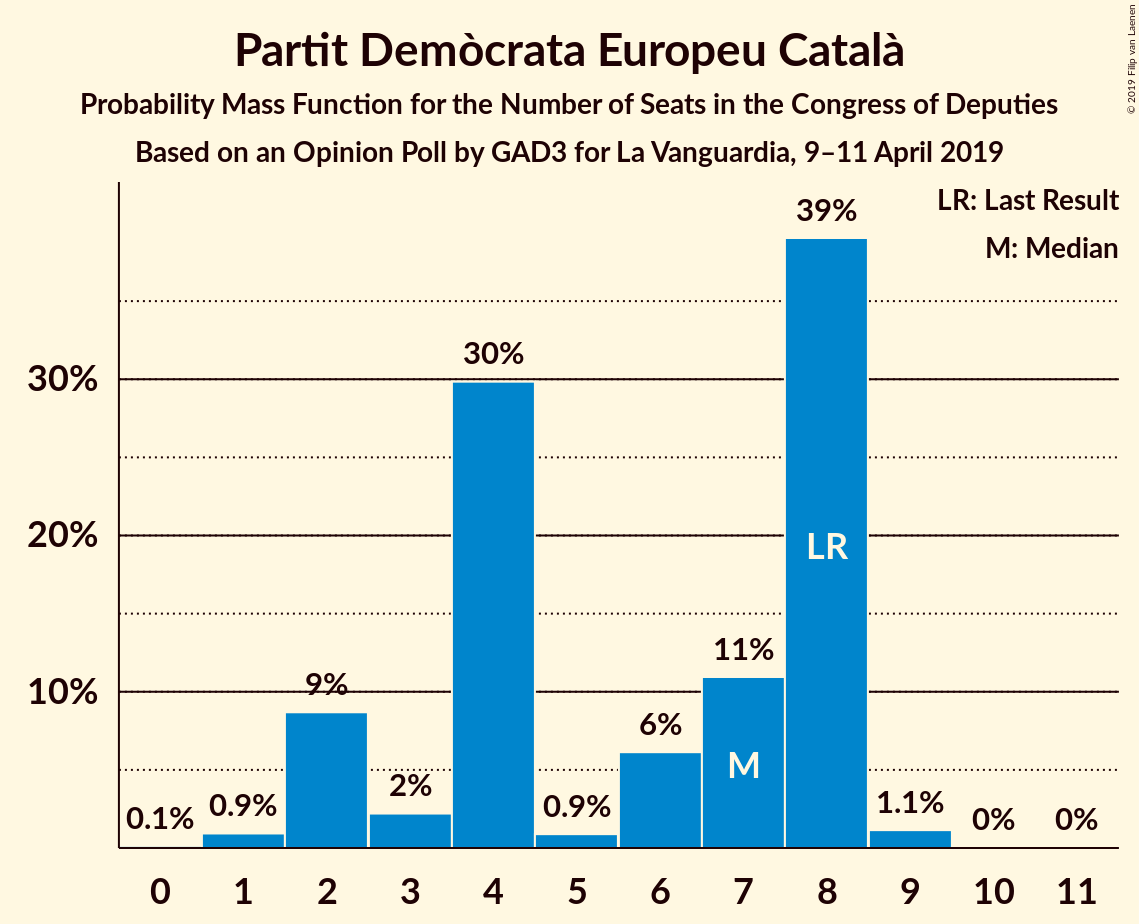 Partit Demòcrata Europeu Català
Probability Mass Function for the Number of Seats in the Congress of Deputies
Based on an Opinion Poll by GAD3 for La Vanguardia, 9–11 April 2019
© 2019 Filip van Laenen
LR: Last Result
M: Median
39%
30%
30%
20%
LR
11%
10%
9%
6%
M
2%
0.1%
0.9%
0.9%
1.1%
0%
0%
0 1 2 3 4 5 6 7 8 9 10 11